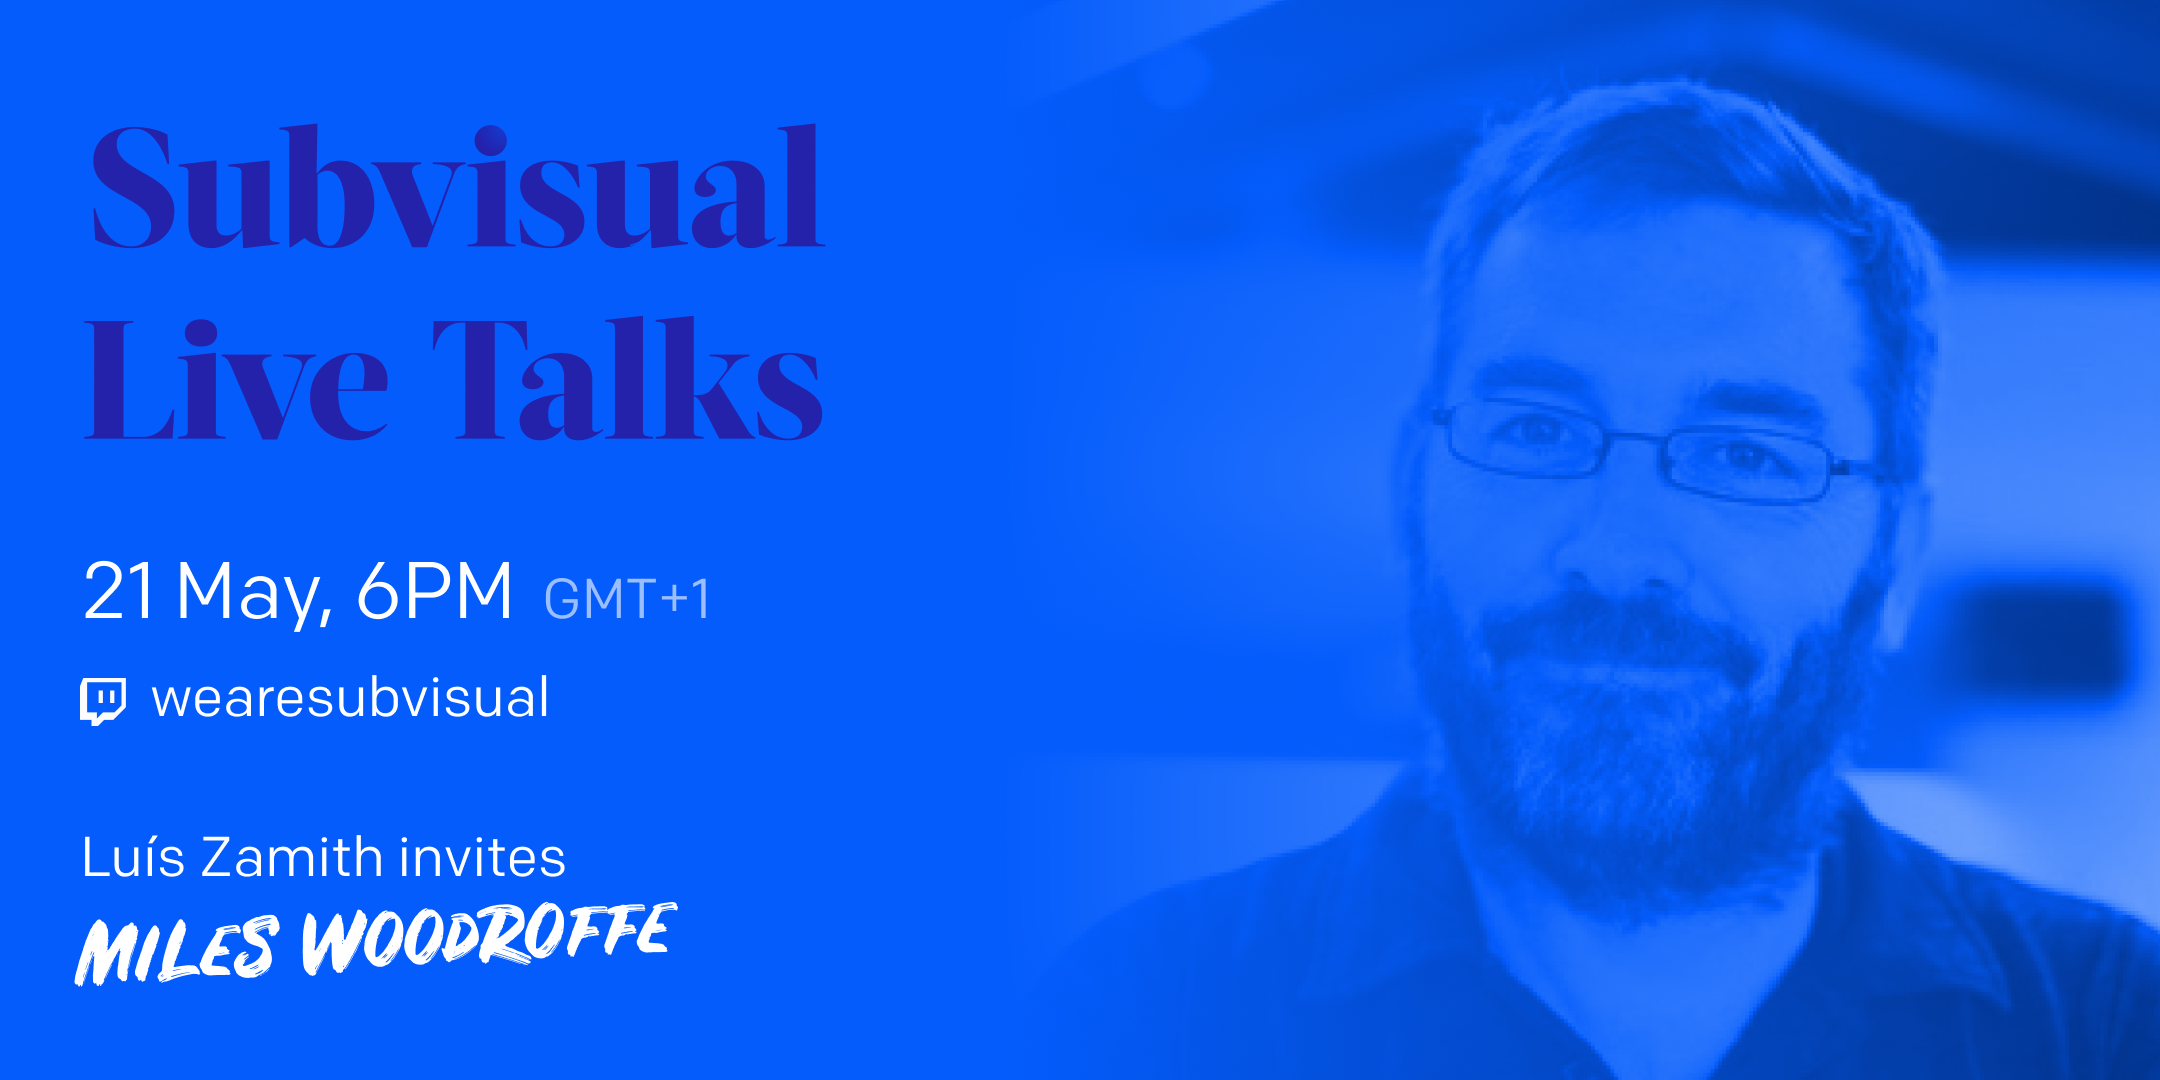 Subvisual
Live Talks
21 May, 6PM GMT+1
wearesubvisual
Luís Zamith invites
MILES WOODROFFE